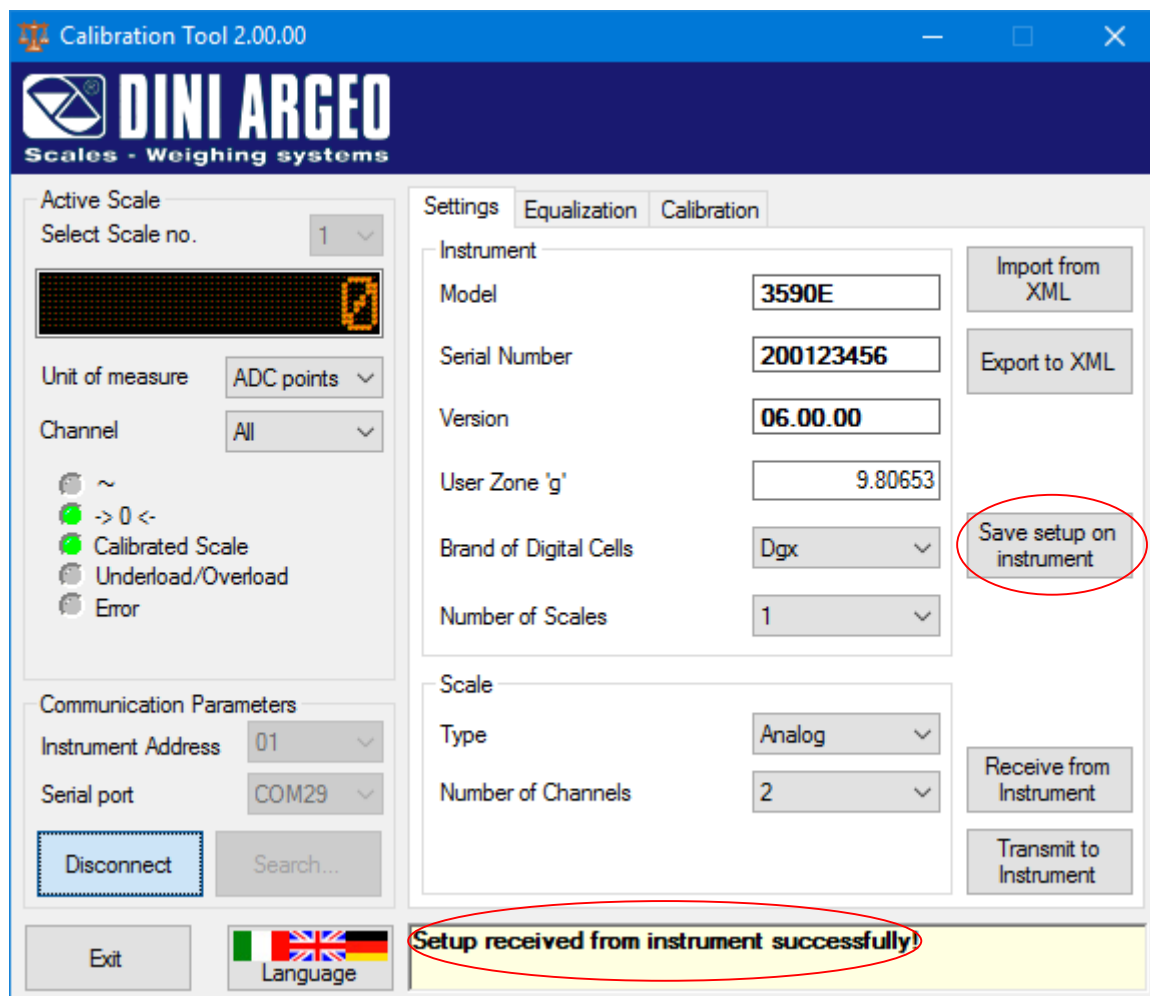 Calibration Tool 2.00.00
DINI ARGEO
Scales - Weighing systems
Active Scale
Select Scale no.
1
0
Unit of measure
ADC points
Channel
All
~
-> 0 <-
Calibrated Scale
Underload/Overload
Error
Communication Parameters
Instrument Address
01
Serial port
COM29
Disconnect
Search...
Exit
Language
Settings
Equalization
Calibration
Instrument
Model
3590E
Serial Number
200123456
Version
06.00.00
User Zone 'g'
9.80653
Brand of Digital Cells
Dgx
Number of Scales
1
Scale
Type
Analog
Number of Channels
2
Import from
XML
Export to XML
Save setup on
instrument
Receive from
Instrument
Transmit to
Instrument
Setup received from instrument successfully!